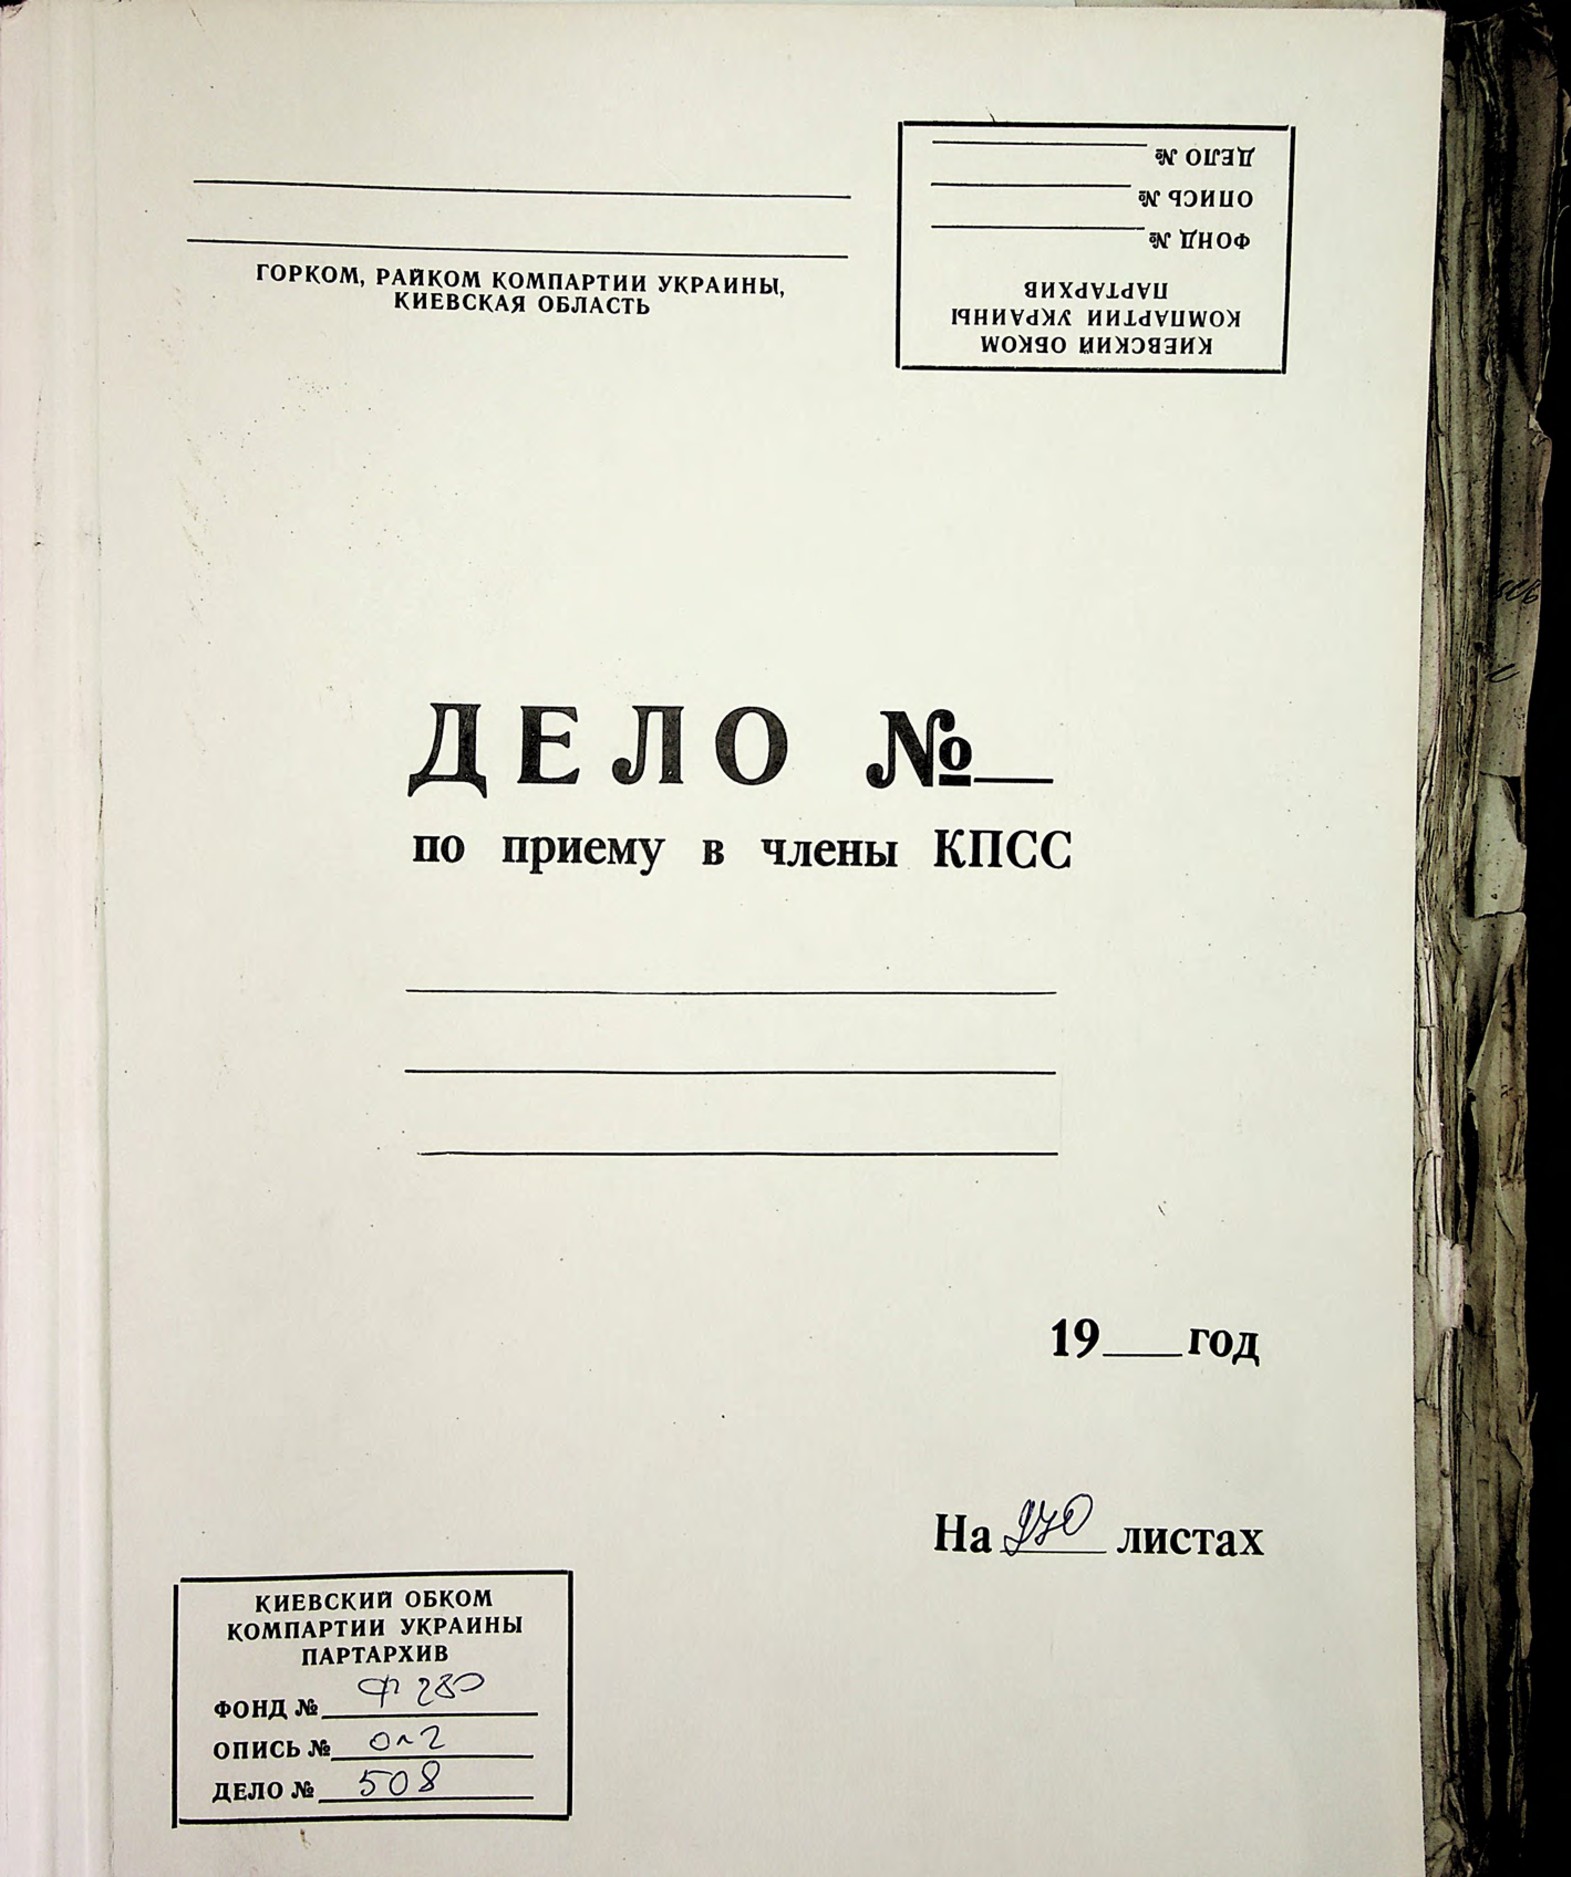 ДЕЛО №
ОПИСЬ №
ФОНД №
ПАРТАРХИВ
КОМПАРТИИ УКРАИНЫ
КИЕВСКИЙ ОБКОМ
ГОРКОМ, РАЙКОМ КОМПАРТИИ УКРАИНЫ,
КИЕВСКАЯ ОБЛАСТЬ
ДЕЛО №
по приему в члены КПСС
19 год
На листах
КИЕВСКИЙ ОБКОМ
КОМПАРТИИ УКРАИНЫ
ПАРТАРХИВ
ФОНД № Ф 280
ОПИСЬ № о-2
ДЕЛО № 508